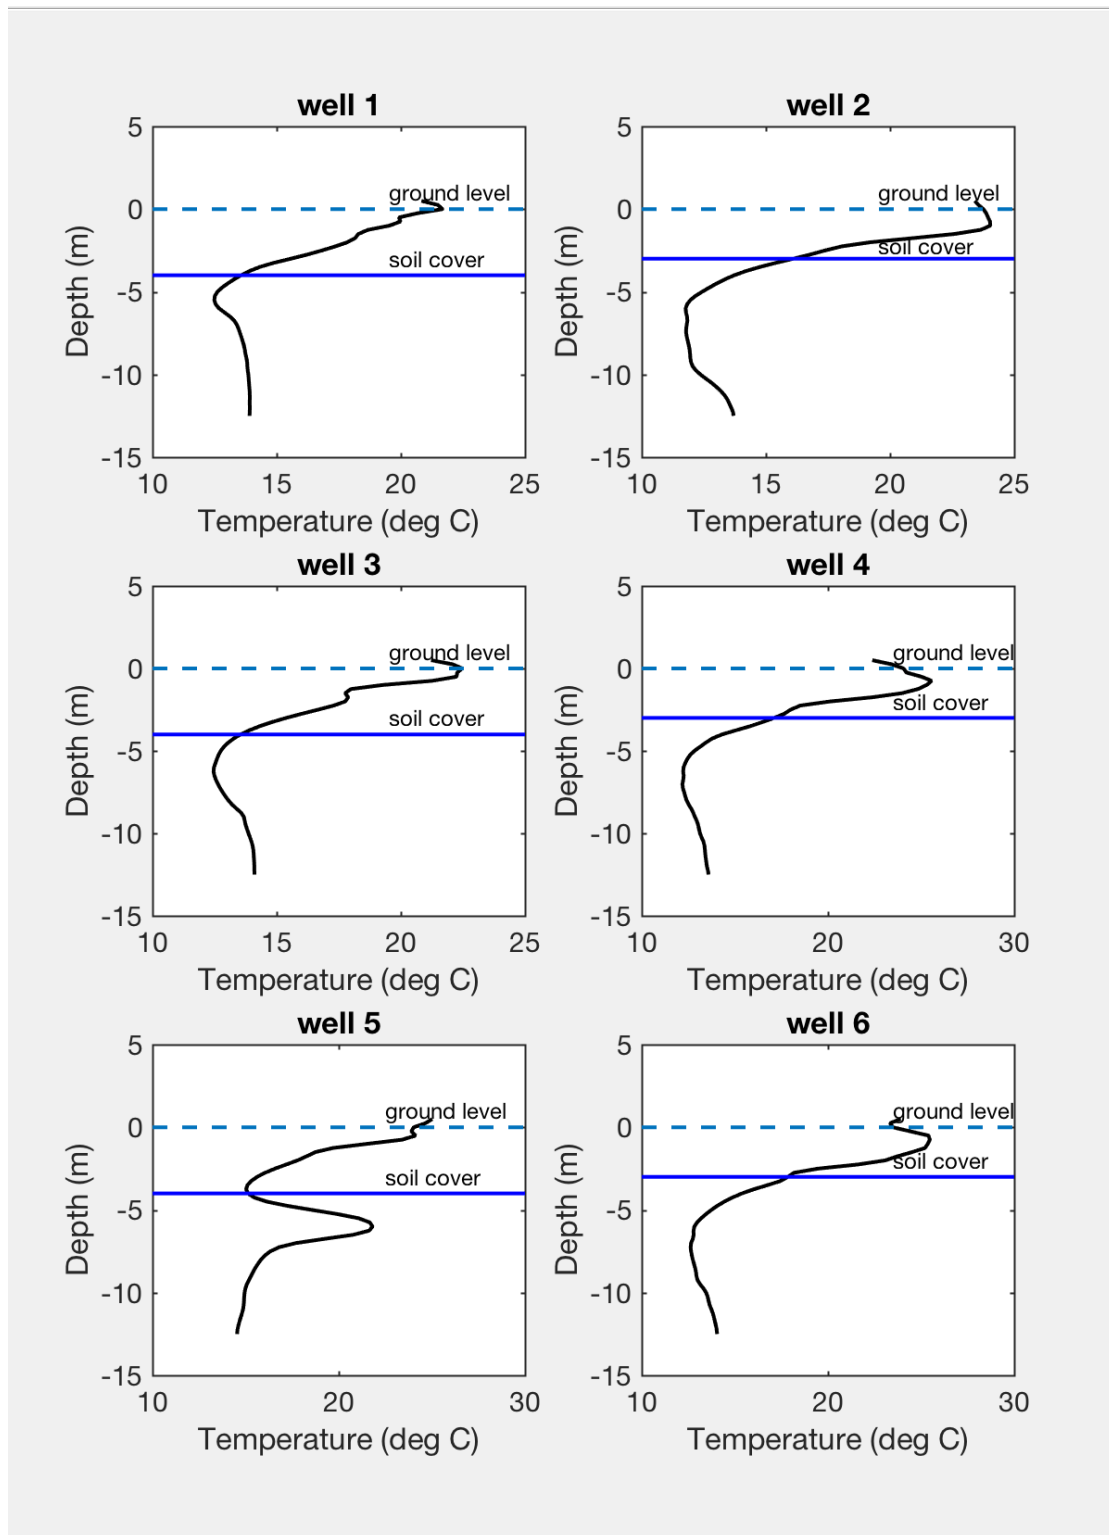 well 1
5
0
-5
-10
-15
10 15 20 25
Depth (m)
Temperature (deg C)
ground level
soil cover
well 2
5
0
-5
-10
-15
10 15 20 25
Depth (m)
Temperature (deg C)
ground level
soil cover
well 3
5
0
-5
-10
-15
10 15 20 25
Depth (m)
Temperature (deg C)
ground level
soil cover
well 4
5
0
-5
-10
-15
10 20 30
Depth (m)
Temperature (deg C)
ground level
soil cover
well 5
5
0
-5
-10
-15
10 20 30
Depth (m)
Temperature (deg C)
ground level
soil cover
well 6
5
0
-5
-10
-15
10 20 30
Depth (m)
Temperature (deg C)
ground level
soil cover